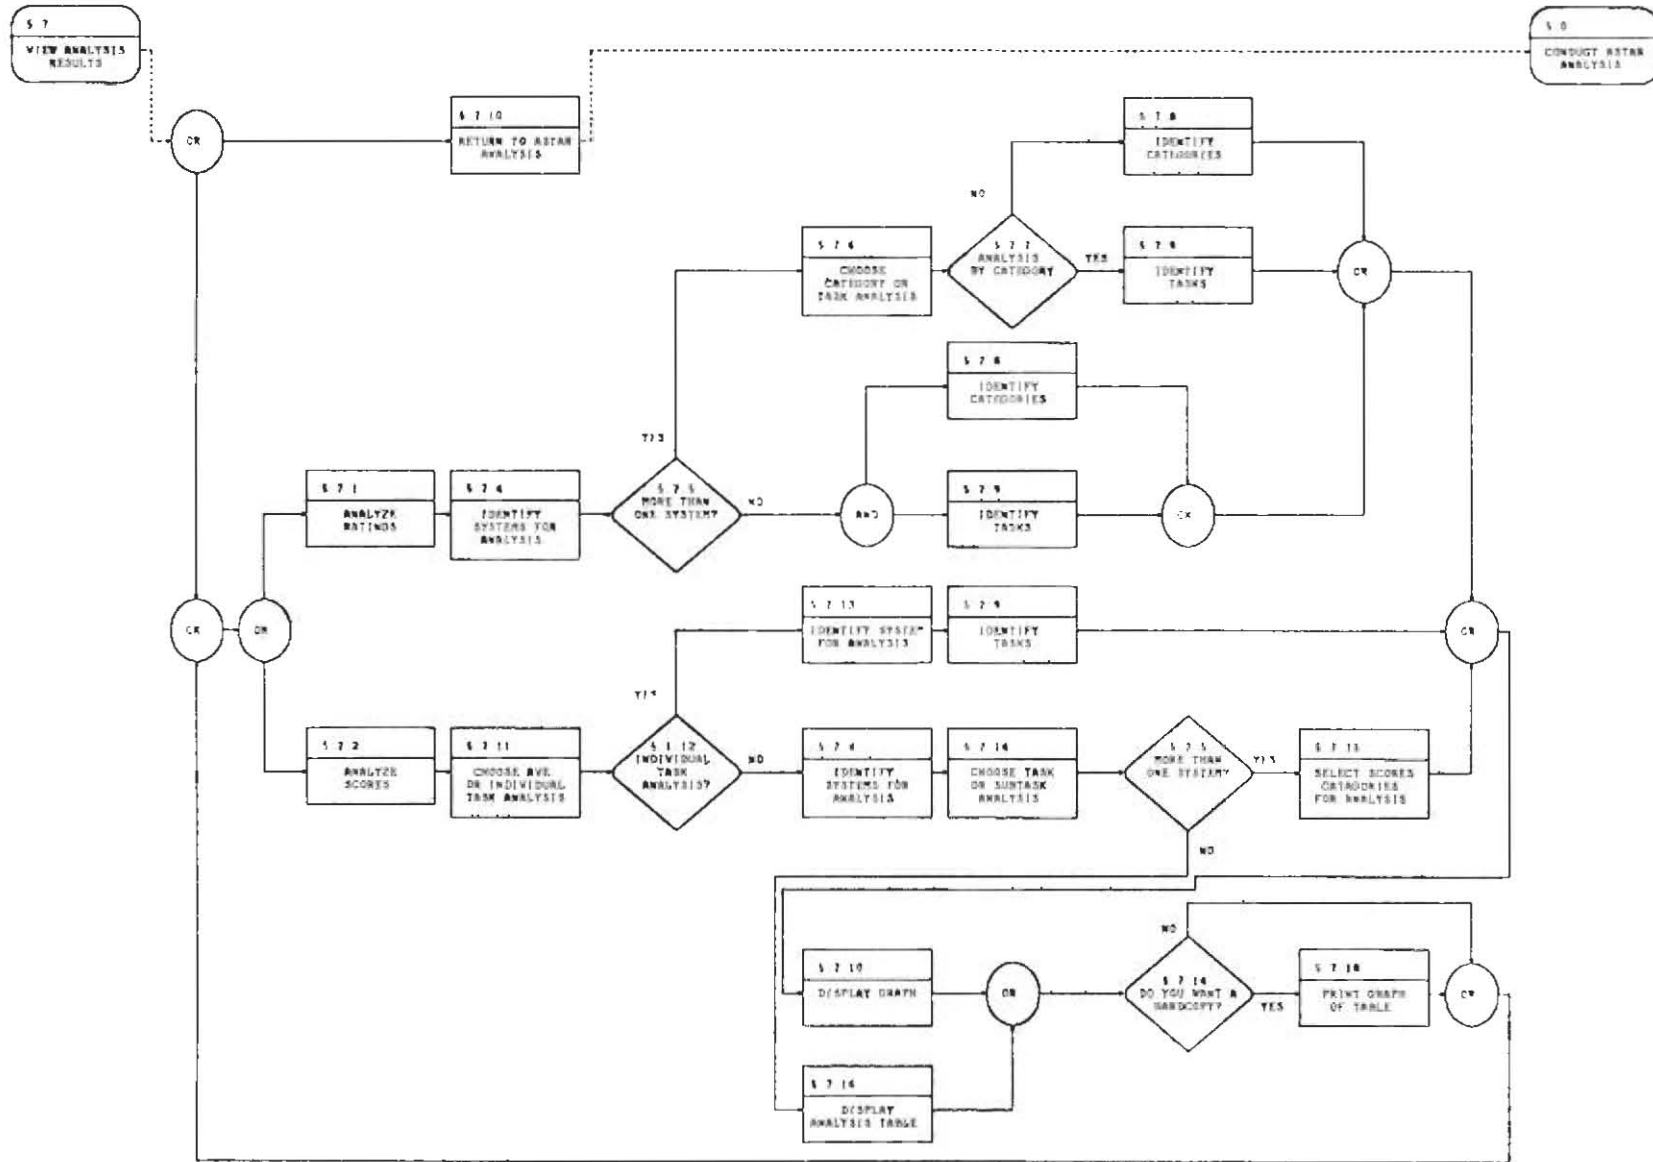 5 7
VIEW ANALYSIS
RESULTS
5 0
CONDUCT ASTAR
ANALYSIS
OR
5 7 10
RETURN TO ASTAR
ANALYSIS
5 7 8
IDENTIFY
CATEGORIES
NO
5 7 6
CHOOSE
CATEGORY OR
TASK ANALYSIS
5 7 7
ANALYSIS
BY CATEGORY
YES
5 7 9
IDENTIFY
TASKS
OR
5 7 8
IDENTIFY
CATEGORIES
YES
5 7 1
ANALYZE
RATINGS
5 7 4
IDENTIFY
SYSTEMS FOR
ANALYSIS
5 7 5
MORE THAN
ONE SYSTEM?
NO
AND
5 7 9
IDENTIFY
TASKS
OR
OR
OR
5 7 13
IDENTIFY SYSTEM
FOR ANALYSIS
5 7 9
IDENTIFY
TASKS
OR
YES
5 7 2
ANALYZE
SCORES
5 7 11
CHOOSE AVE
OR INDIVIDUAL
TASK ANALYSIS
12
INDIVIDUAL
TASK
ANALYSIS?
NO
5 7 4
IDENTIFY
SYSTEMS FOR
ANALYSIS
5 7 14
CHOOSE TASK
OR SUBTASK
ANALYSIS
5 7 5
MORE THAN
ONE SYSTEM?
YES
5 7 15
SELECT SCORES
CATAGORIES
FOR ANALYSIS
NO
NO
5 7
DISPLAY GRAPH
OR
5 7
DO YOU WANT A
HARDCOPY?
YES
5 7 18
PRINT GRAPH
OF TABLE
OR
5 7 16
DISPLAY
ANALYSIS TABLE